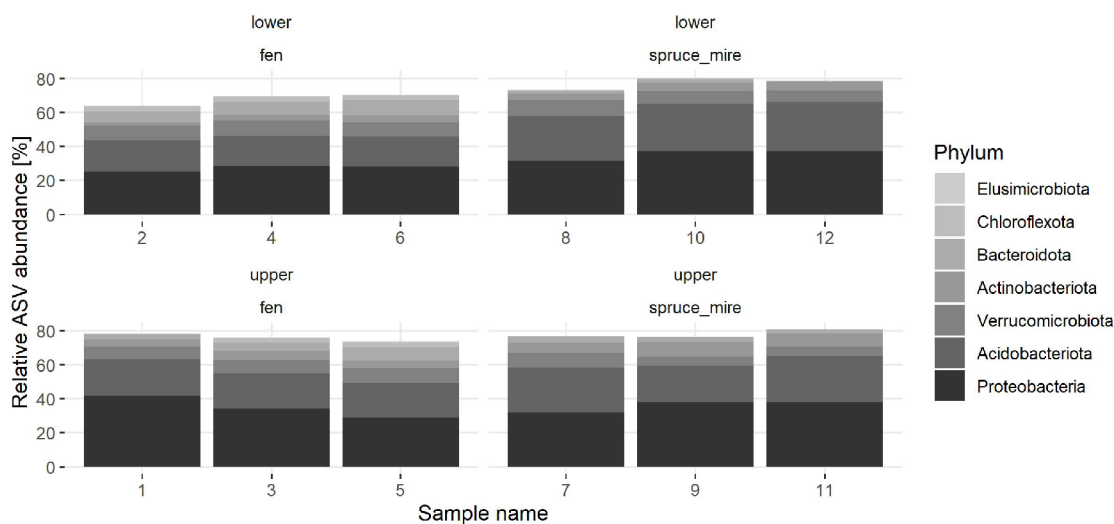 lower
lower
fen
spruce_mire
80
60
40
20
0
2
4
6
8
10
12
upper
upper
fen
spruce_mire
80
60
40
20
0
1
3
5
7
9
11
Relative ASV abundance [%]
Sample name
Phylum
Elusimicrobiota
Chloroflexota
Bacteroidota
Actinobacteriota
Verrucomicrobiota
Acidobacteriota
Proteobacteria